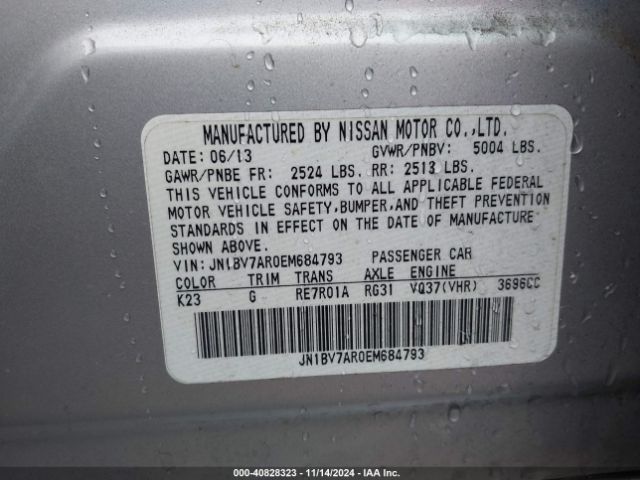 MANUFACTURED BY NISSAN MOTOR CO.,LTD.
DATE: 06/13 GVWR/PNBV: 5004 LBS.
GAWR/PNBE FR: 2524 LBS. RR: 2513 LBS.
THIS VEHICLE CONFORMS TO ALL APPLICABLE FEDERAL
MOTOR VEHICLE SAFETY,BUMPER,AND THEFT PREVENTION
STANDARDS IN EFFECT ON THE DATE OF MANUFACTURE
SHOWN ABOVE.
VIN: JN1BV7AR0EM684793 PASSENGER CAR
COLOR TRIM TRANS AXLE ENGINE
K23 G RE7R01A RG31 VQ37(VHR) 3696CC
JN1BV7AR0EM684793
000-40828323 - 11/14/2024 - IAA Inc.